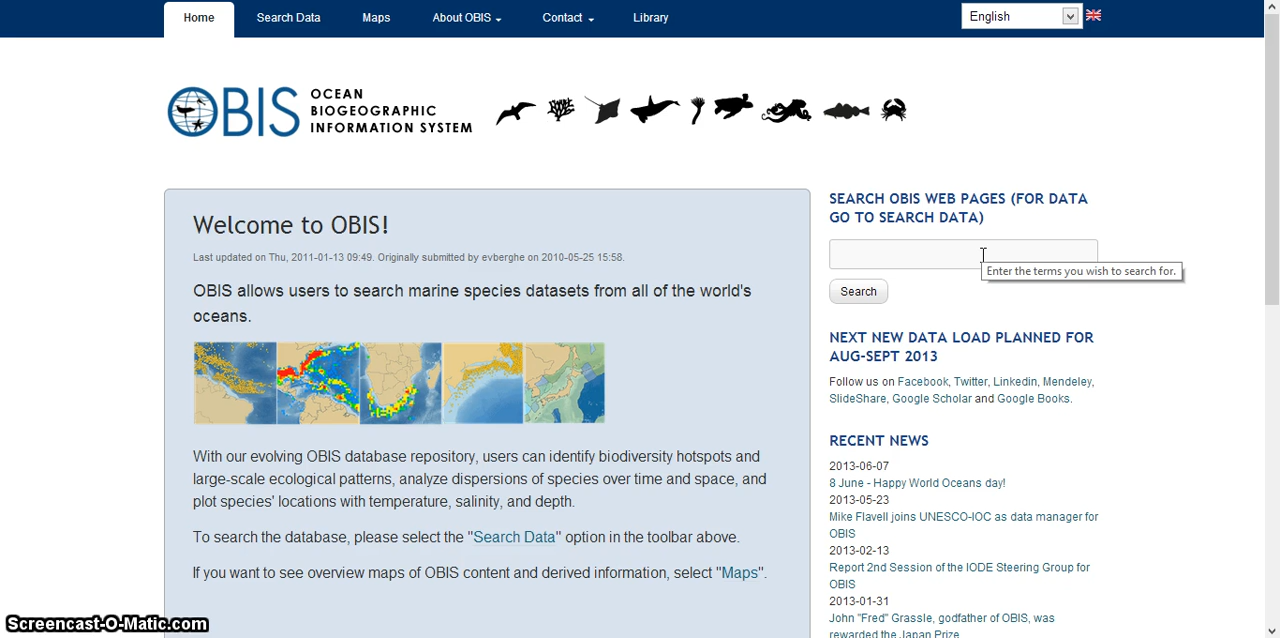 Home Search Data Maps About OBIS Contact Library English
OBIS OCEAN
BIOGEOGRAPHIC
INFORMATION SYSTEM
Welcome to OBIS!
Last updated on Thu, 2011-01-13 09:49. Originally submitted by evberghe on 2010-05-25 15:58.
OBIS allows users to search marine species datasets from all of the world's
oceans.
With our evolving OBIS database repository, users can identify biodiversity hotspots and
large-scale ecological patterns, analyze dispersions of species over time and space, and
plot species' locations with temperature, salinity, and depth.
To search the database, please select the "Search Data" option in the toolbar above.
If you want to see overview maps of OBIS content and derived information, select "Maps".
SEARCH OBIS WEB PAGES (FOR DATA
GO TO SEARCH DATA)
Enter the terms you wish to search for.
Search
NEXT NEW DATA LOAD PLANNED FOR
AUG-SEPT 2013
Follow us on Facebook, Twitter, Linkedin, Mendeley,
SlideShare, Google Scholar and Google Books.
RECENT NEWS
2013-06-07
8 June - Happy World Oceans day!
2013-05-23
Mike Flavell joins UNESCO-IOC as data manager for
OBIS
2013-02-13
Report 2nd Session of the IODE Steering Group for
OBIS
2013-01-31
John "Fred" Grassle, godfather of OBIS, was
rewarded the Japan Prize
Screencast-O-Matic.com